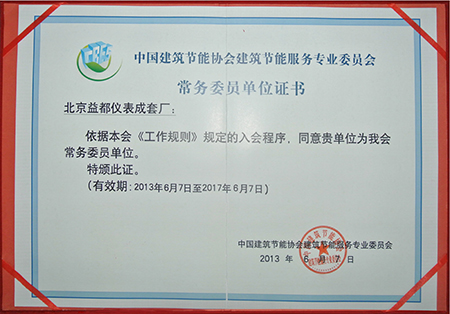 CBES
中国建筑节能协会建筑节能服务专业委员会
常务委员单位证书
北京益都仪表成套厂：
依据本会《工作规则》规定的入会程序，同意贵单位为我会
常务委员单位。
特颁此证。
(有效期：2013年6月7日至2017年6月7日)
中国建筑节能协会建筑节能服务专业委员会
2013 年 6 月 7 日